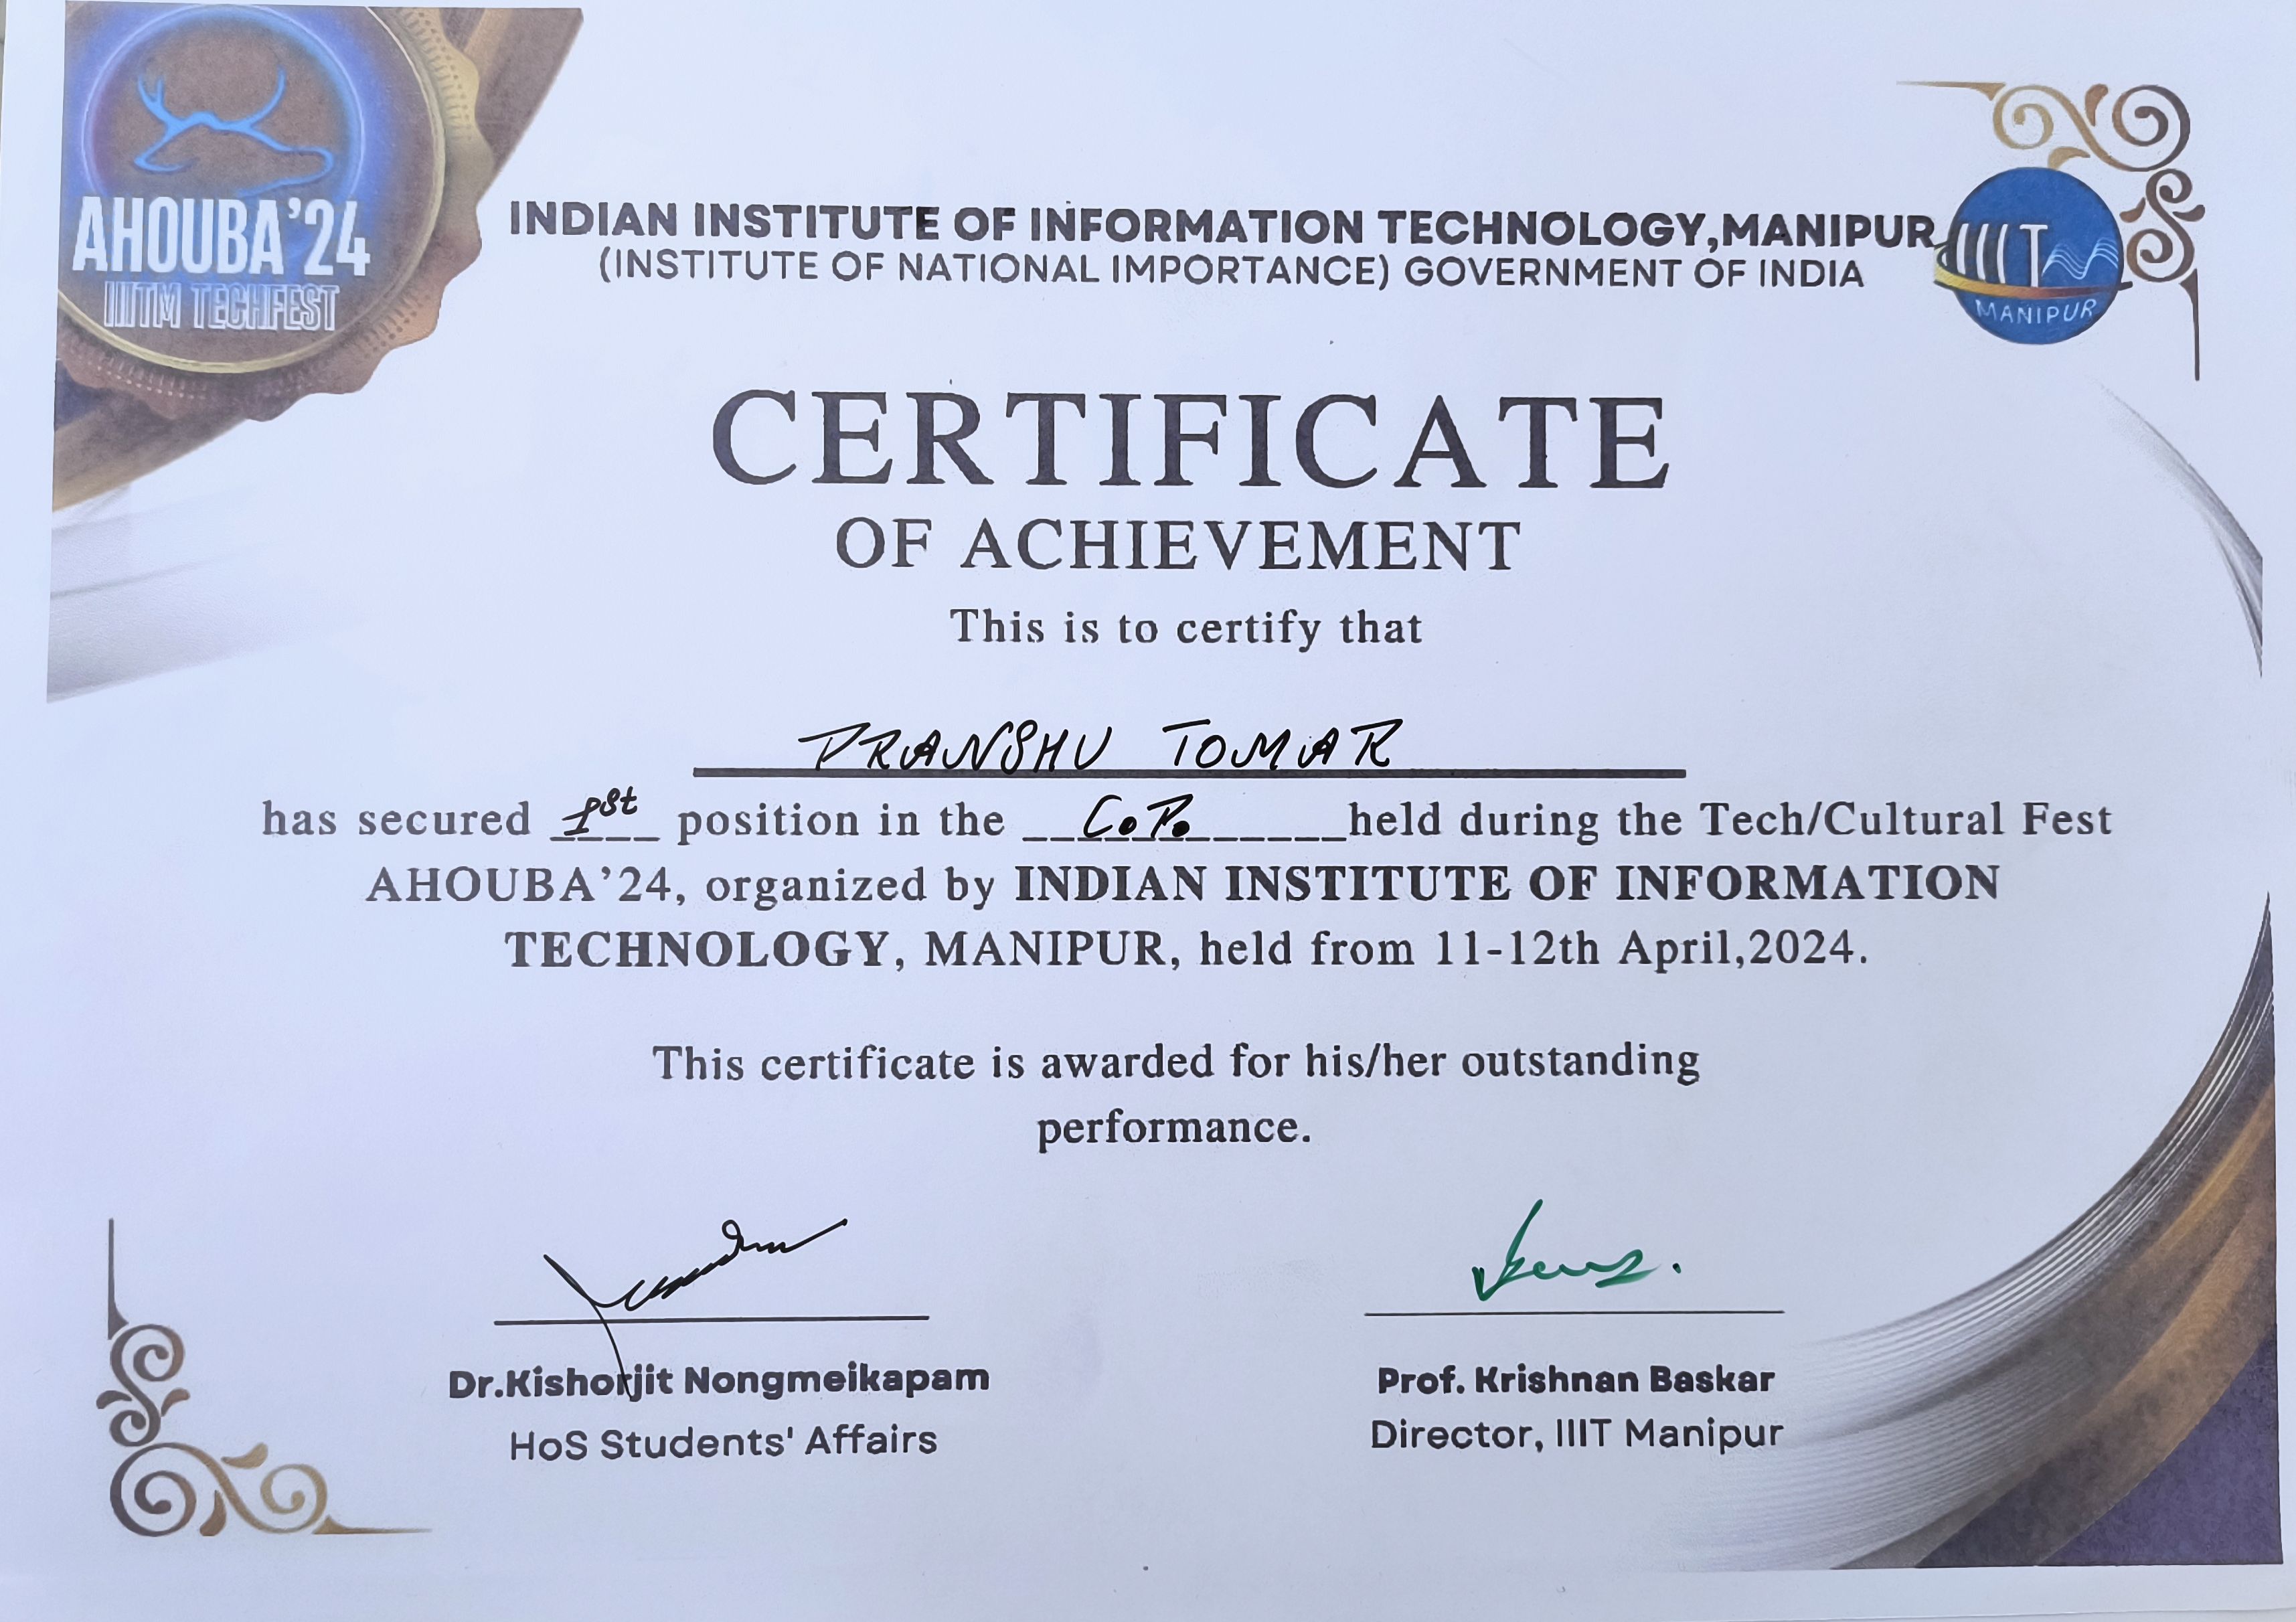 AHOUBA'24
IIITM TECHFEST
INDIAN INSTITUTE OF INFORMATION TECHNOLOGY,MANIPUR
(INSTITUTE OF NATIONAL IMPORTANCE) GOVERNMENT OF INDIA
IIIT
MANIPUR
CERTIFICATE
OF ACHIEVEMENT
This is to certify that
PRANSHU TOMAR
has secured 1st position in the C.P. held during the Tech/Cultural Fest
AHOUBA'24, organized by INDIAN INSTITUTE OF INFORMATION
TECHNOLOGY, MANIPUR, held from 11-12th April,2024.
This certificate is awarded for his/her outstanding
performance.
Dr.Kishorjit Nongmeikapam
HoS Students' Affairs
Prof. Krishnan Baskar
Director, IIIT Manipur